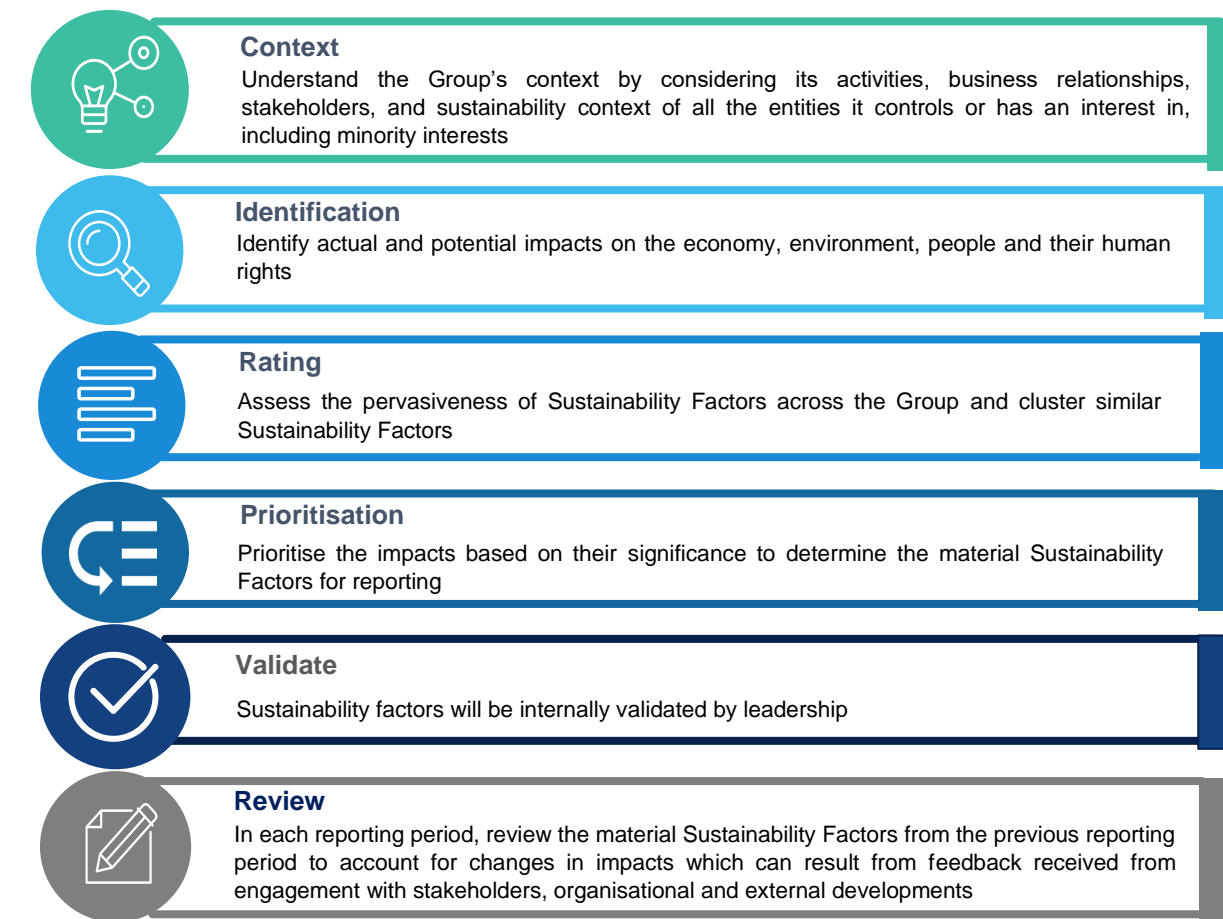 Context
Understand the Group’s context by considering its activities, business relationships,
stakeholders, and sustainability context of all the entities it controls or has an interest in,
including minority interests
Identification
Identify actual and potential impacts on the economy, environment, people and their human
rights
Rating
Assess the pervasiveness of Sustainability Factors across the Group and cluster similar
Sustainability Factors
Prioritisation
Prioritise the impacts based on their significance to determine the material Sustainability
Factors for reporting
Validate
Sustainability factors will be internally validated by leadership
Review
In each reporting period, review the material Sustainability Factors from the previous reporting
period to account for changes in impacts which can result from feedback received from
engagement with stakeholders, organisational and external developments